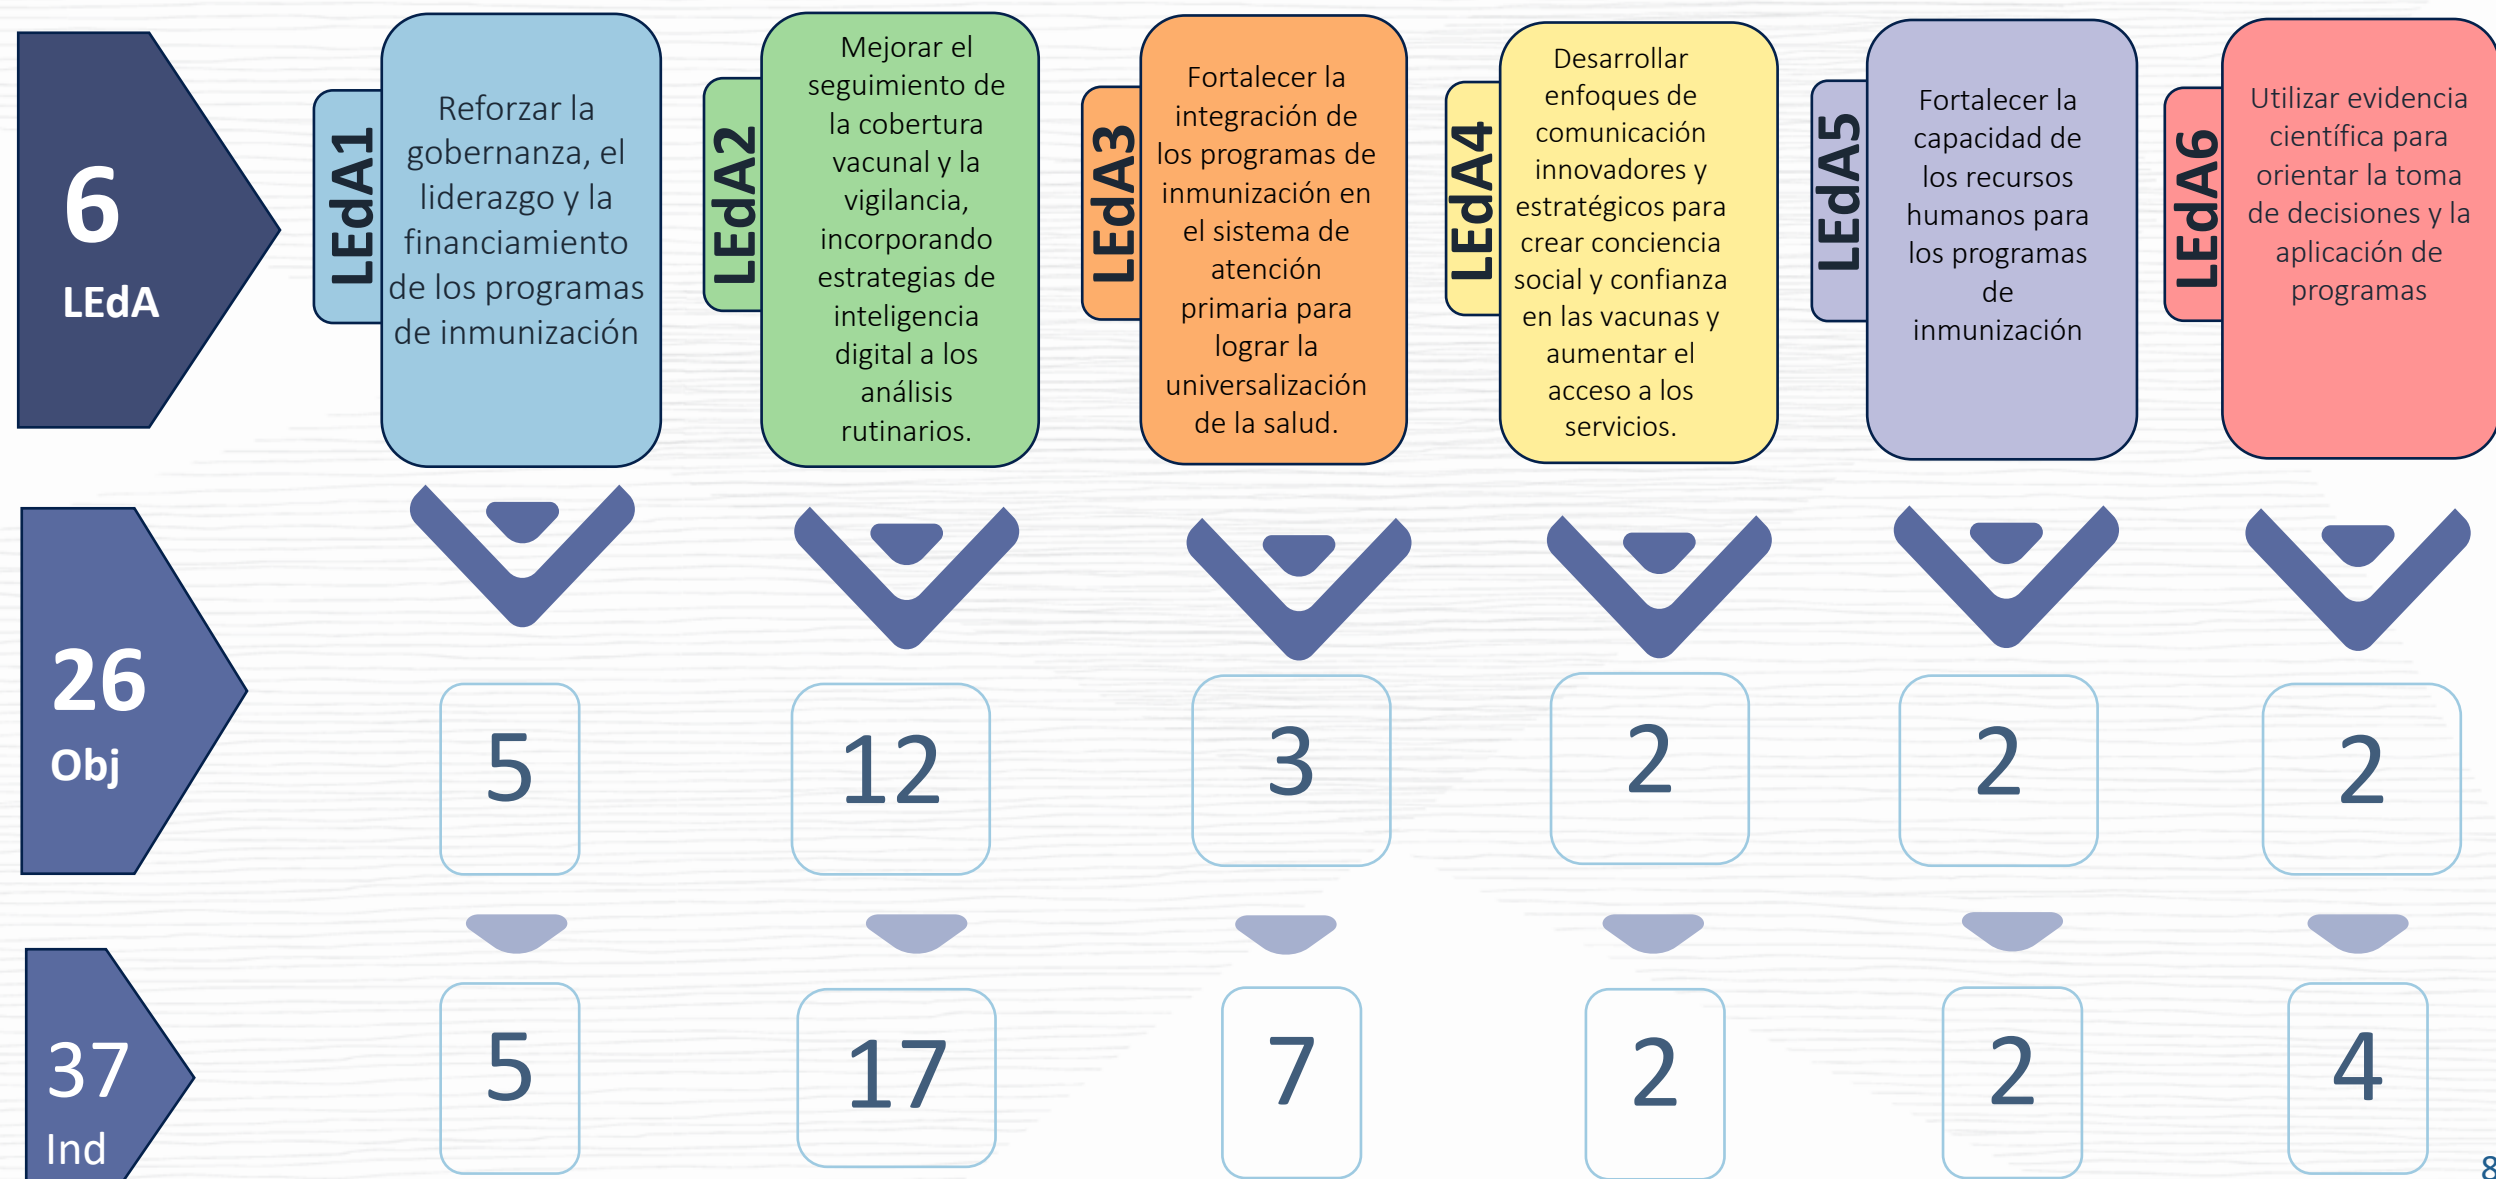 6
LEdA
LEdA1
Reforzar la
gobernanza, el
liderazgo y la
financiamiento
de los programas
de inmunización
LEdA2
Mejorar el
seguimiento de
la cobertura
vacunal y la
vigilancia,
incorporando
estrategias de
inteligencia
digital a los
análisis
rutinarios.
LEdA3
Fortalecer la
integración de
los programas de
inmunización en
el sistema de
atención
primaria para
lograr la
universalización
de la salud.
LEdA4
Desarrollar
enfoques de
comunicación
innovadores y
estratégicos para
crear conciencia
social y confianza
en las vacunas y
aumentar el
acceso a los
servicios.
LEdA5
Fortalecer la
capacidad de
los recursos
humanos para
los programas
de
inmunización
LEdA6
Utilizar evidencia
científica para
orientar la toma
de decisiones y la
aplicación de
programas
26
Obj
5
12
3
2
2
2
37
Ind
5
17
7
2
2
4
8